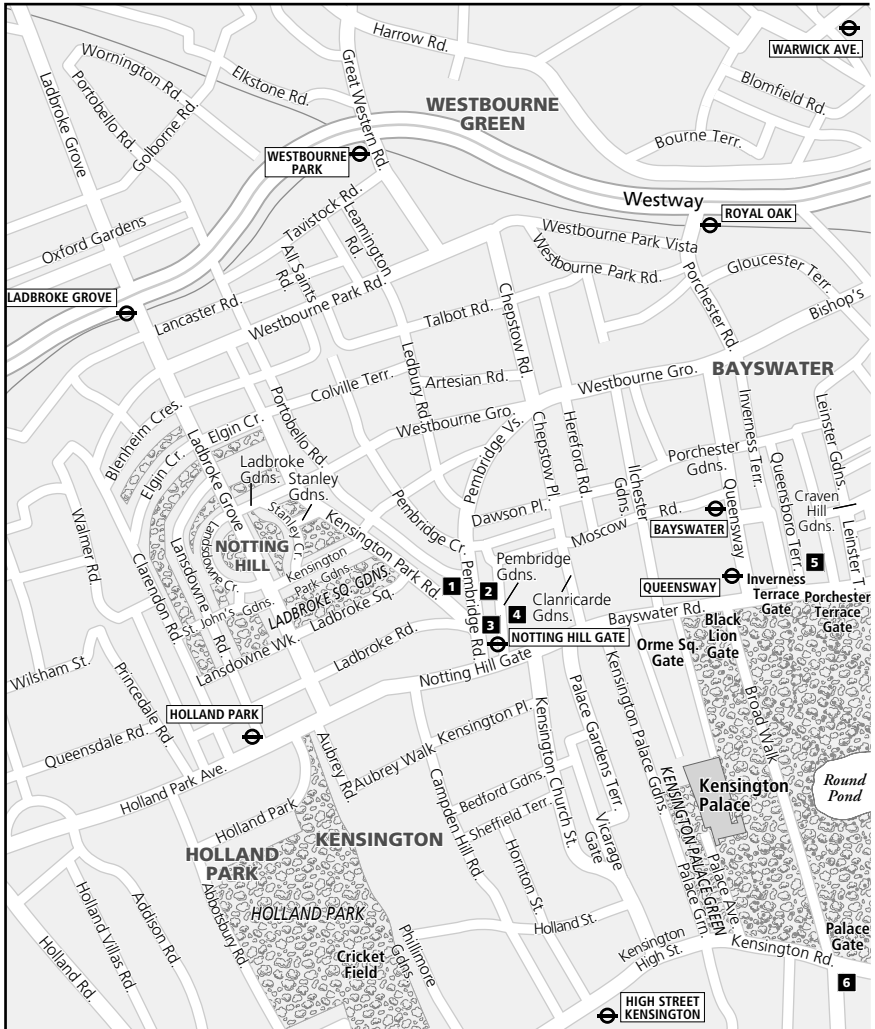 Harrow Rd.
WARWICK AVE.
Wornington Rd.
Elkstone Rd.
Great Western Rd.
Ladbroke Grove
Portobello Rd.
Golborne Rd.
Blomfield Rd.
WESTBOURNE
GREEN
Bourne Terr.
WESTBOURNE
PARK
Westway
ROYAL OAK
Tavistock Rd.
Leamington
Rd.
Oxford Gardens
All Saints
Rd.
Westbourne Park Vista
Westbourne Park Rd.
Gloucester Terr.
LADBROKE GROVE
Lancaster Rd.
Westbourne Park Rd.
Talbot Rd.
Chepstow Rd.
Porchester Rd.
Bishop's
Ledbury Rd.
Colville Terr.
Artesian Rd.
Westbourne Gro.
BAYSWATER
Blenheim Cres.
Elgin Cr.
Elgin Cr.
Portobello Rd.
Westbourne Gro.
Pembridge Vs.
Chepstow Pl.
Hereford Rd.
Inverness Terr.
Leinster Gdns.
Ladbroke Grove
Ladbroke
Gdns.
Stanley
Gdns.
Ilchester
Gdns.
Porchester
Gdns.
Queensway
Queensboro Terr.
Craven
Hill
Gdns.
Walmer Rd.
Pembridge Cr.
Dawson Pl.
Moscow Rd.
BAYSWATER
Leinster T
Clarendon Rd.
Lansdowne Rd.
Lansdowne Cr.
NOTTING
HILL
Stanley Cr.
Kensington Park Rd.
Kensington
Park Gdns.
LADBROKE SQ. GDNS.
Ladbroke Sq.
St. John's Gdns.
1
2
Pembridge
Gdns.
Pembridge Rd.
QUEENSWAY
5
Inverness
Terrace
Gate
Porchester
Terrace
Gate
3
4
Clanricarde
Gdns.
NOTTING HILL GATE
Bayswater Rd.
Black
Lion
Gate
Orme Sq.
Gate
Wilsham St.
Lansdowne Wk.
Ladbroke Rd.
Notting Hill Gate
Princedale Rd.
HOLLAND PARK
Queensdale Rd.
Holland Park Ave.
Aubrey Rd.
Aubrey Walk
Kensington Pl.
Kensington Church St.
Palace Gardens Terr.
Kensington Palace Gdns.
Broad Walk
Round
Pond
Bedford Gdns.
Sheffield Terr.
Campden Hill Rd
Vicarage
Gate
KENSINGTON PALACE GREEN
Kensington
Palace
Holland Park
HOLLAND
PARK
KENSINGTON
Hornton St.
Palace Grn.
Palace Ave.
Holland Rd.
Holland Villas Rd.
Addison Rd.
Abbotsbury Rd.
HOLLAND PARK
Cricket
Field
Phillimore
Gdns.
Holland St.
Kensington
High St.
Kensington Rd.
Palace
Gate
6
HIGH STREET
KENSINGTON